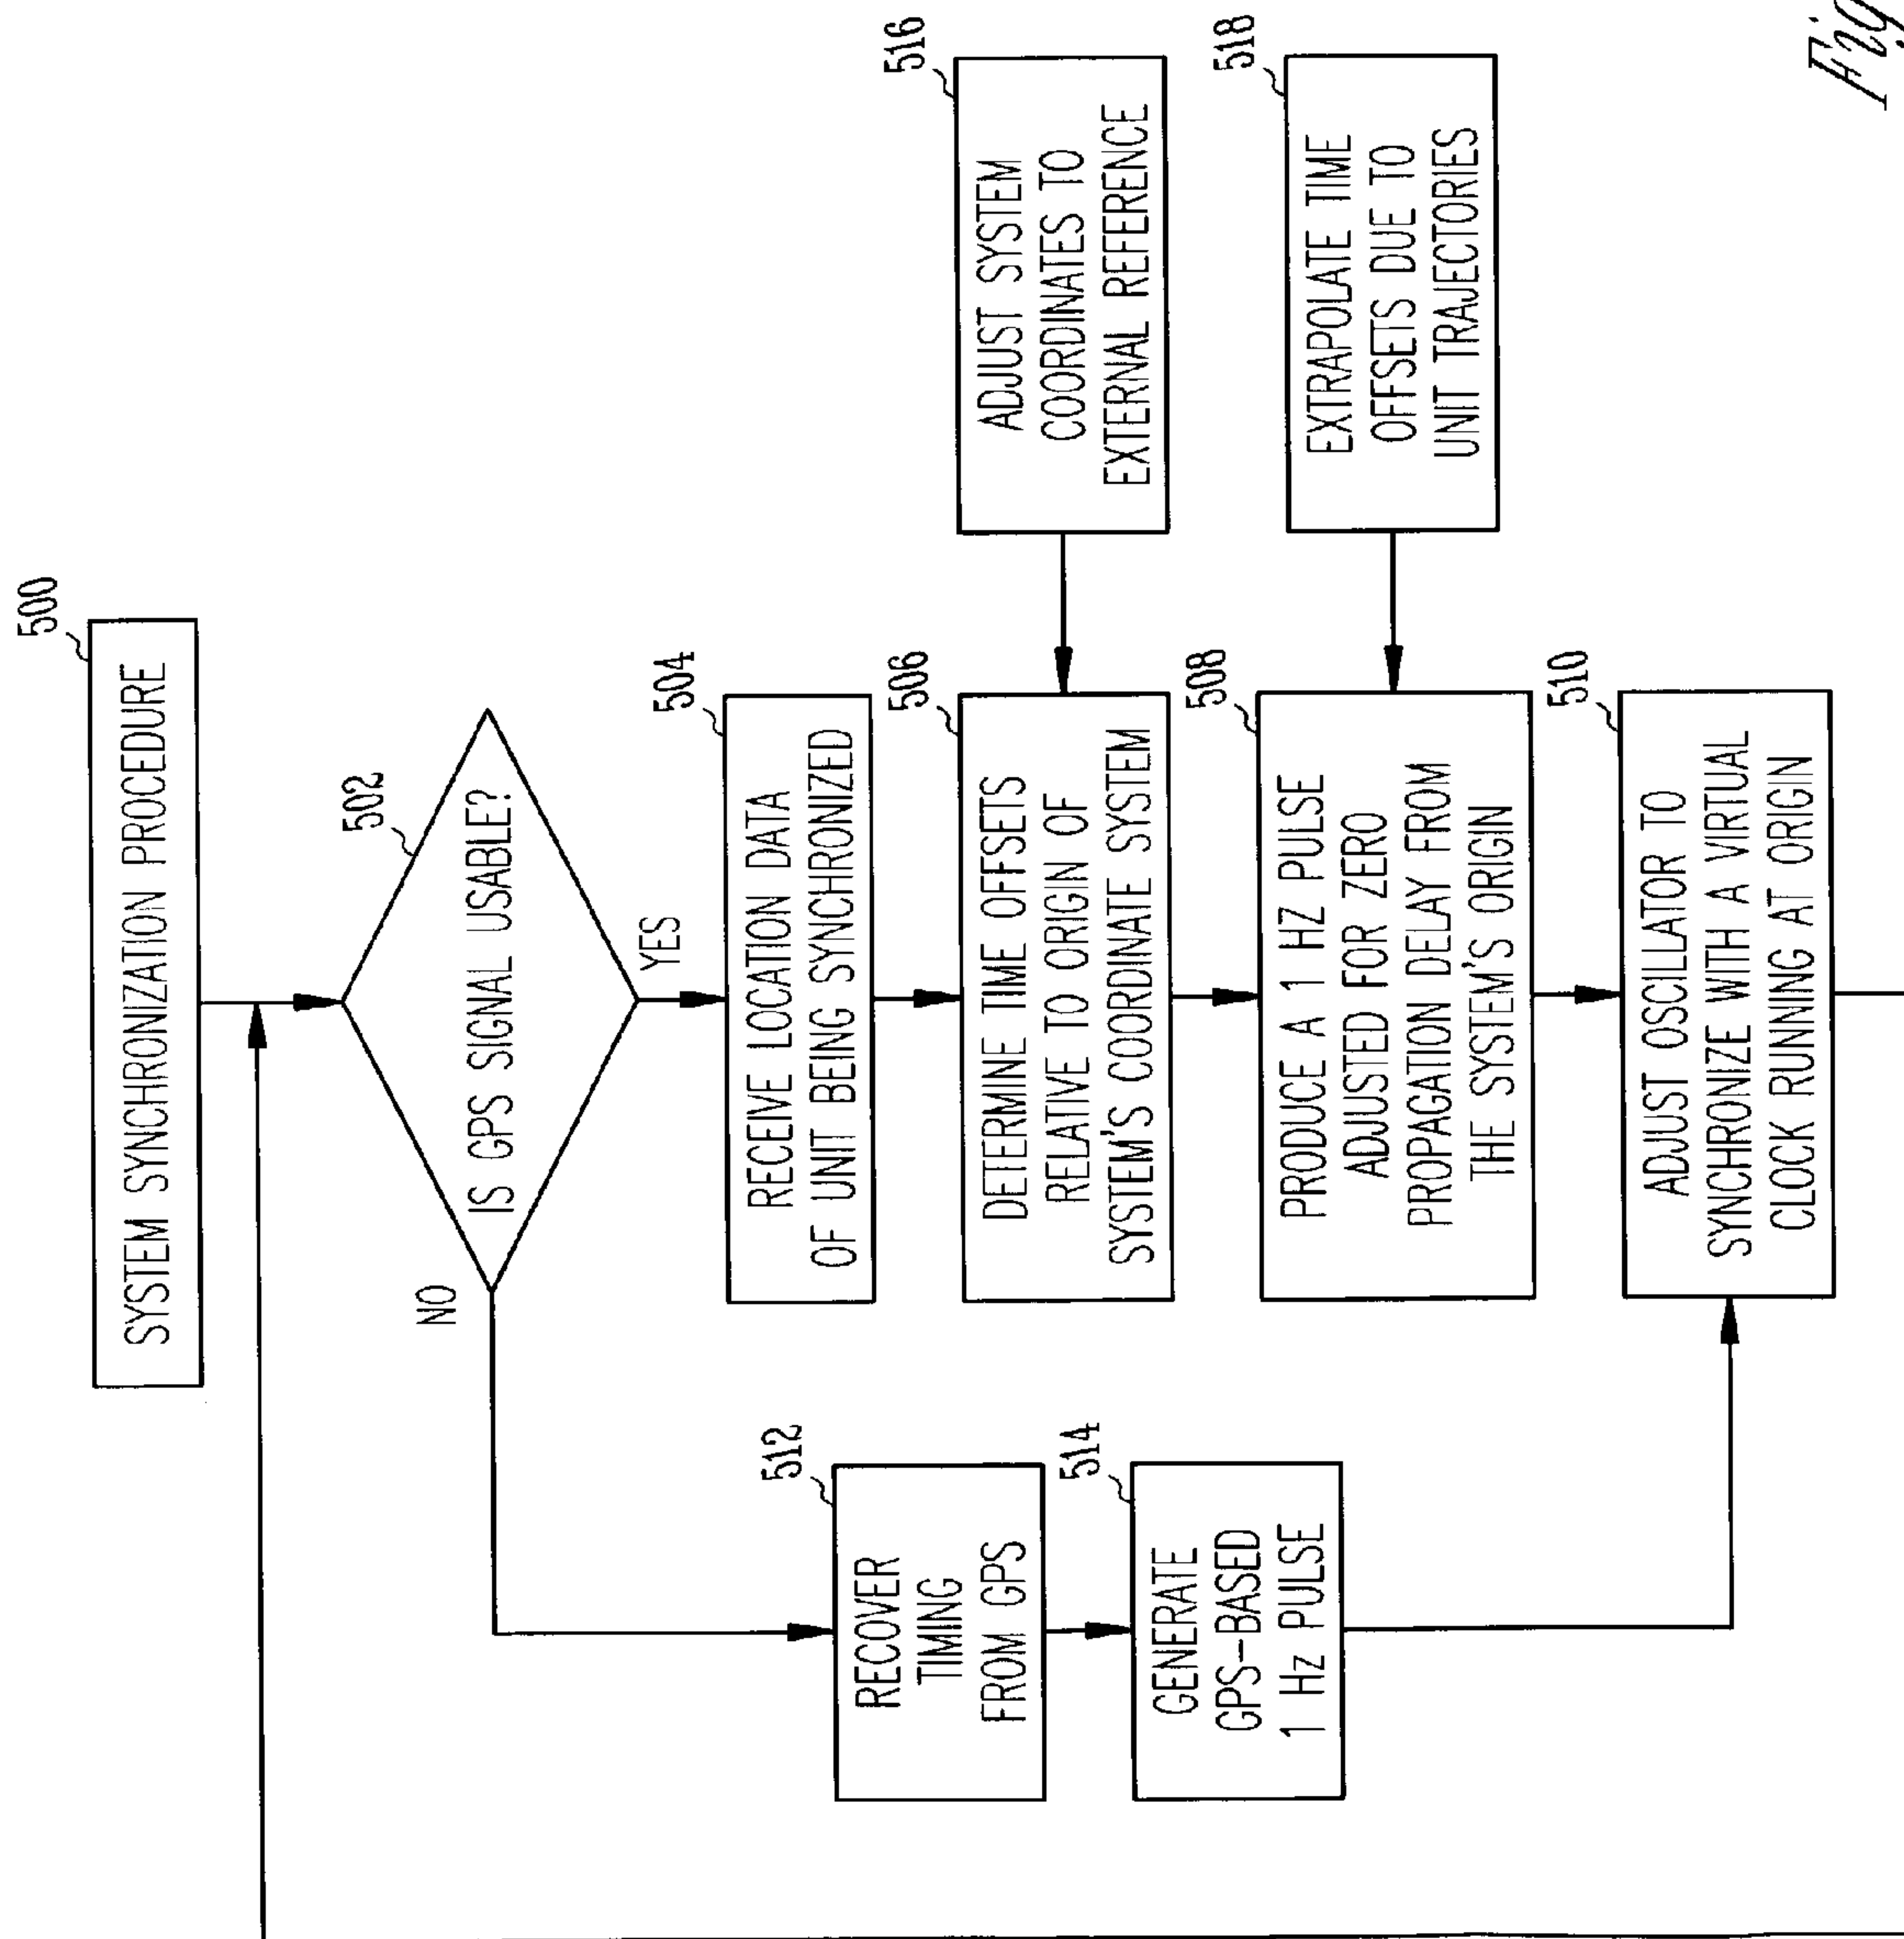 500
SYSTEM SYNCHRONIZATION PROCEDURE
502
IS GPS SIGNAL USABLE?
NO
YES
504
RECEIVE LOCATION DATA
OF UNIT BEING SYNCHRONIZED
506
DETERMINE TIME OFFSETS
RELATIVE TO ORIGIN OF
SYSTEM'S COORDINATE SYSTEM
516
ADJUST SYSTEM
COORDINATES TO
EXTERNAL REFERENCE
508
PRODUCE A 1 HZ PULSE
ADJUSTED FOR ZERO
PROPAGATION DELAY FROM
THE SYSTEM'S ORIGIN
518
EXTRAPOLATE TIME
OFFSETS DUE TO
UNIT TRAJECTORIES
510
ADJUST OSCILLATOR TO
SYNCHRONIZE WITH A VIRTUAL
CLOCK RUNNING AT ORIGIN
512
RECOVER
TIMING
FROM GPS
514
GENERATE
GPS-BASED
1 Hz PULSE
Fig